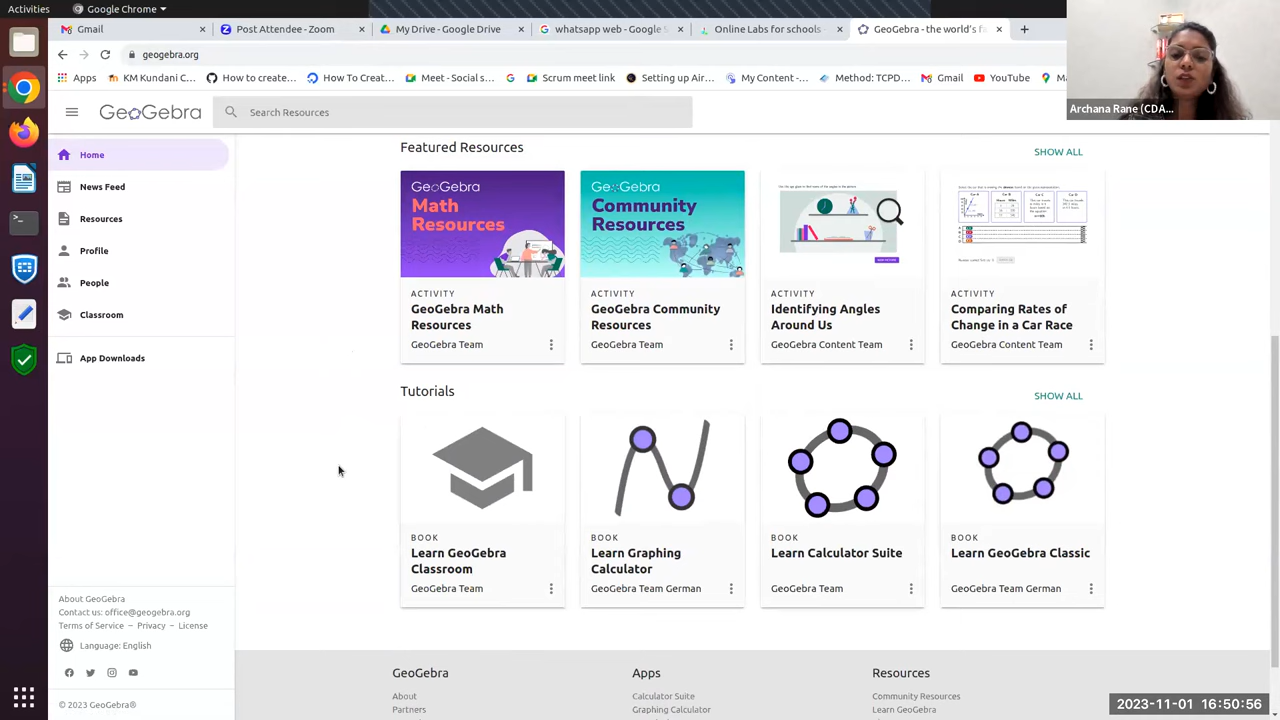 Activities
Google Chrome
Gmail
Post Attendee - Zoom
My Drive - Google Drive
whatsapp web - Google S
Online Labs for schools -
GeoGebra - the world's f
geogebra.org
Apps
KM Kundani C...
How to create...
How To Creat...
Meet - Social s...
Scrum meet link
Setting up Air...
My Content -...
Method: TCPD...
Gmail
YouTube
Archana Rane (CDA...
GeoGebra
Search Resources
Home
News Feed
Resources
Profile
People
Classroom
App Downloads
Featured Resources
SHOW ALL
GeoGebra
Math
Resources
ACTIVITY
GeoGebra Math
Resources
GeoGebra Team
GeoGebra
Community
Resources
ACTIVITY
GeoGebra Community
Resources
GeoGebra Team
ACTIVITY
Identifying Angles
Around Us
GeoGebra Content Team
ACTIVITY
Comparing Rates of
Change in a Car Race
GeoGebra Content Team
Tutorials
SHOW ALL
BOOK
Learn GeoGebra
Classroom
GeoGebra Team
BOOK
Learn Graphing
Calculator
GeoGebra Team German
BOOK
Learn Calculator Suite
GeoGebra Team
BOOK
Learn GeoGebra Classic
GeoGebra Team German
About GeoGebra
Contact us: office@geogebra.org
Terms of Service – Privacy – License
Language: English
© 2023 GeoGebra®
GeoGebra
About
Partners
Apps
Calculator Suite
Graphing Calculator
Resources
Community Resources
Learn GeoGebra
2023-11-01 16:50:56